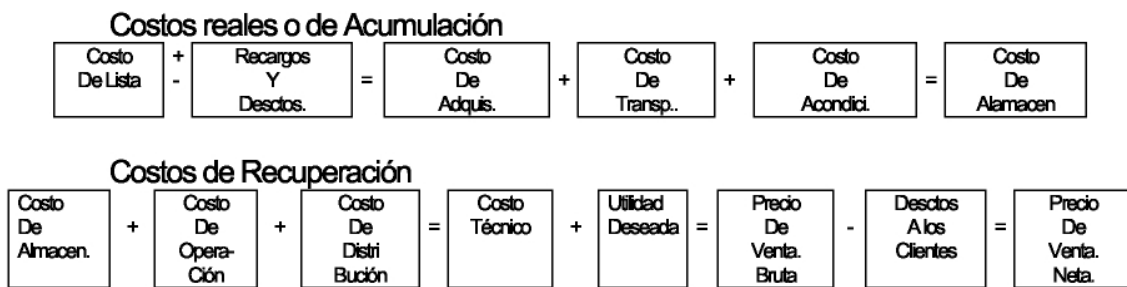 Costos reales o de Acumulación
Costo + Recargos Costo Costo Costo Costo
De Lista - Y = De + De + De = De
Desctos. Adquis. Transp.. Acondici. Alamacen
Costos de Recuperación
Costo Costo Costo Costo Utilidad Precio Desctos Precio
De + De + De = Técnico + Deseada = De - A los = De
Almacen. Opera- Distri Venta. Clientes Venta.
Ción Bución Bruta Neta.